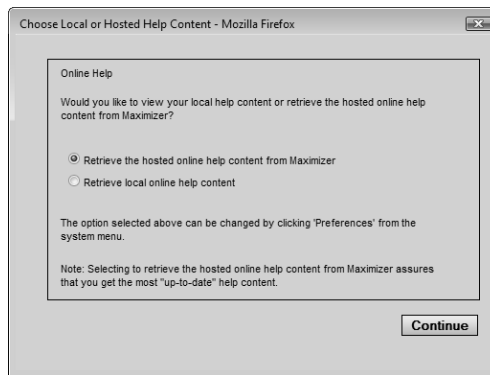 Choose Local or Hosted Help Content - Mozilla Firefox
Online Help
Would you like to view your local help content or retrieve the hosted online help
content from Maximizer?
Retrieve the hosted online help content from Maximizer
Retrieve local online help content
The option selected above can be changed by clicking 'Preferences' from the
system menu.
Note: Selecting to retrieve the hosted online help content from Maximizer assures
that you get the most "up-to-date" help content.
Continue